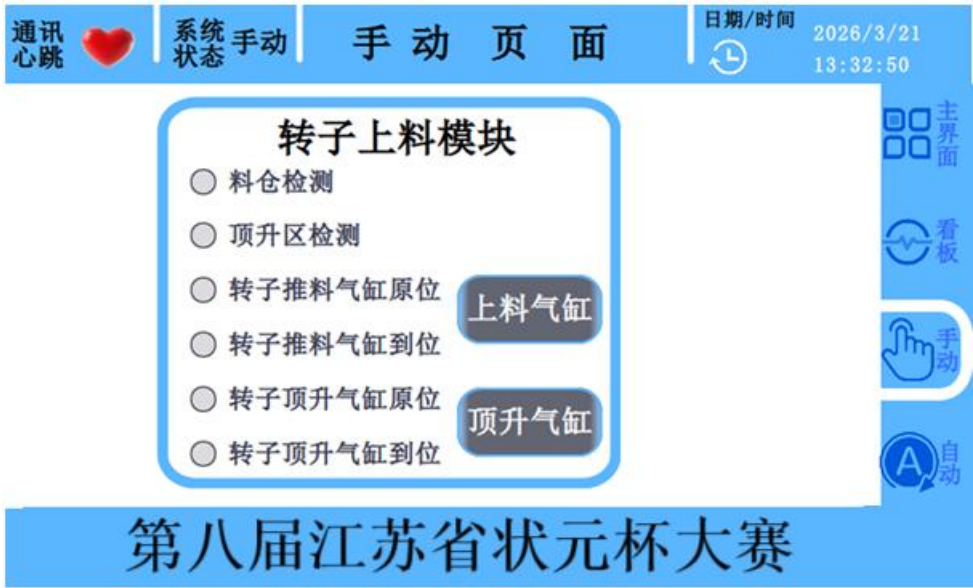 通讯
心跳
系统
状态
手动
手动页面
日期/时间
2026/3/21
13:32:50
转子上料模块
料仓检测
顶升区检测
转子推料气缸原位
上料气缸
转子推料气缸到位
转子顶升气缸原位
顶升气缸
转子顶升气缸到位
主界面
看板
手动
A
自动
第八届江苏省状元杯大赛